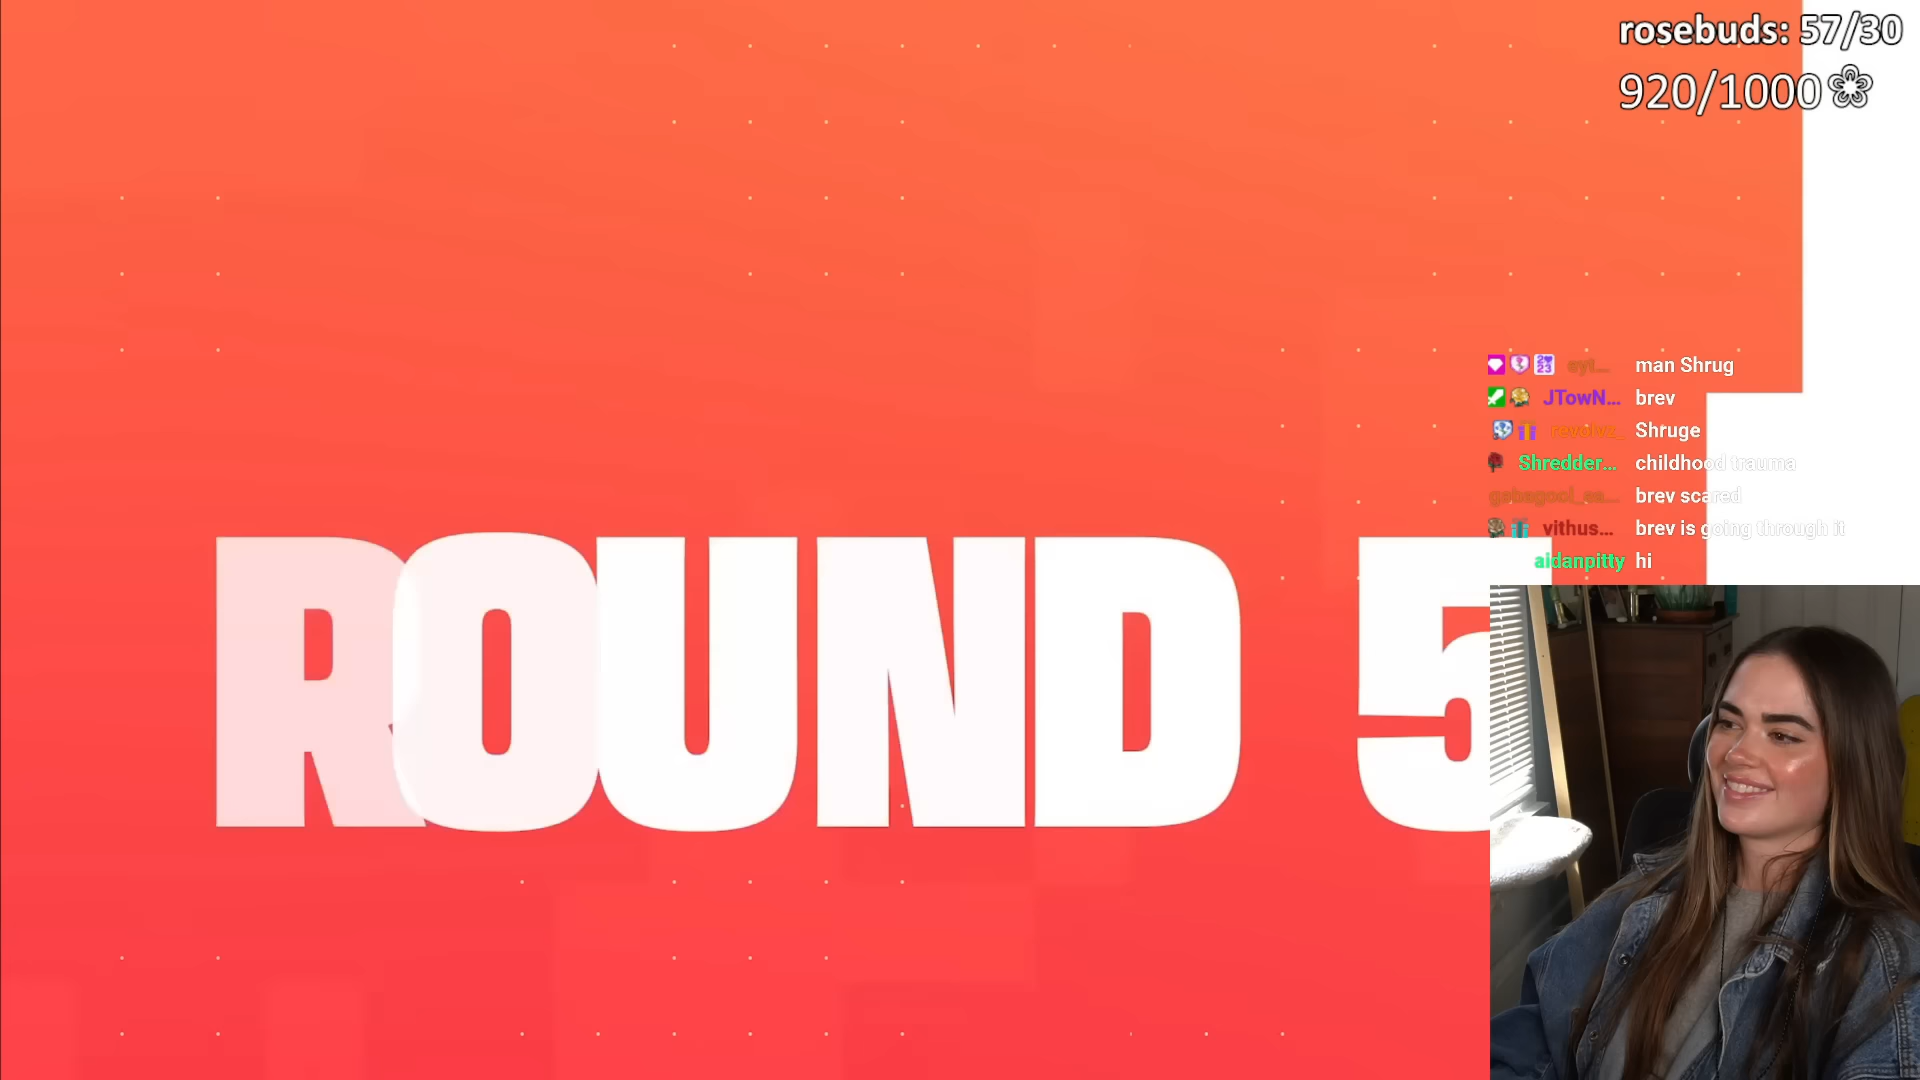 rosebuds: 57/30
920/1000
man Shrug
JTowN... brev
revolvz_ Shruge
Shredder... childhood trauma
brev scared
vithus... brev is going through it
aidanpitty hi
ROUND 5